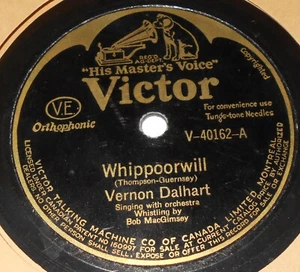 "His Master's Voice"
Copyrighted
Victor
V.E.
Orthophonic
For convenience use
Tungs-tone Needles
V-40162-A
Whippoorwill
(Thompson-Guernsey)
Vernon Dalhart
Singing with orchestra
Whistling by
Bob MacGimsey
VICTOR TALKING MACHINE CO OF CANADA, LIMITED, MONTREAL